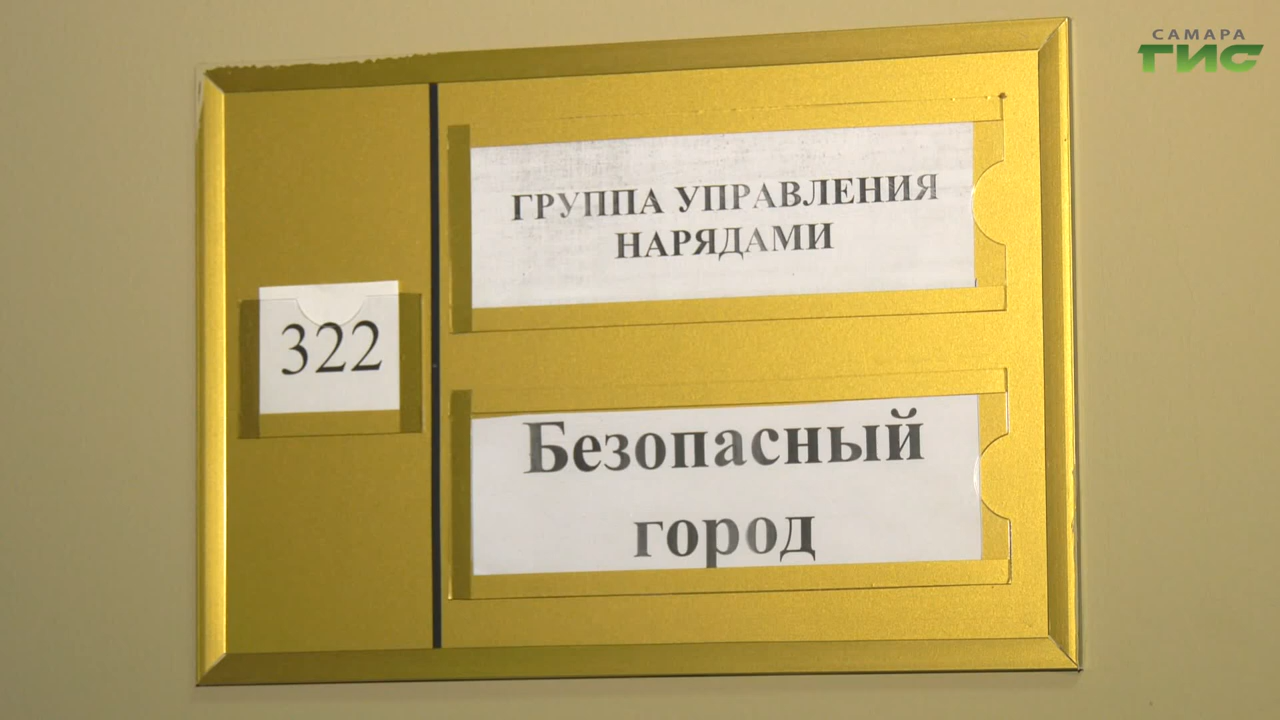 САМАРА
ГИС
322
ГРУППА УПРАВЛЕНИЯ
НАРЯДАМИ
Безопасный
город